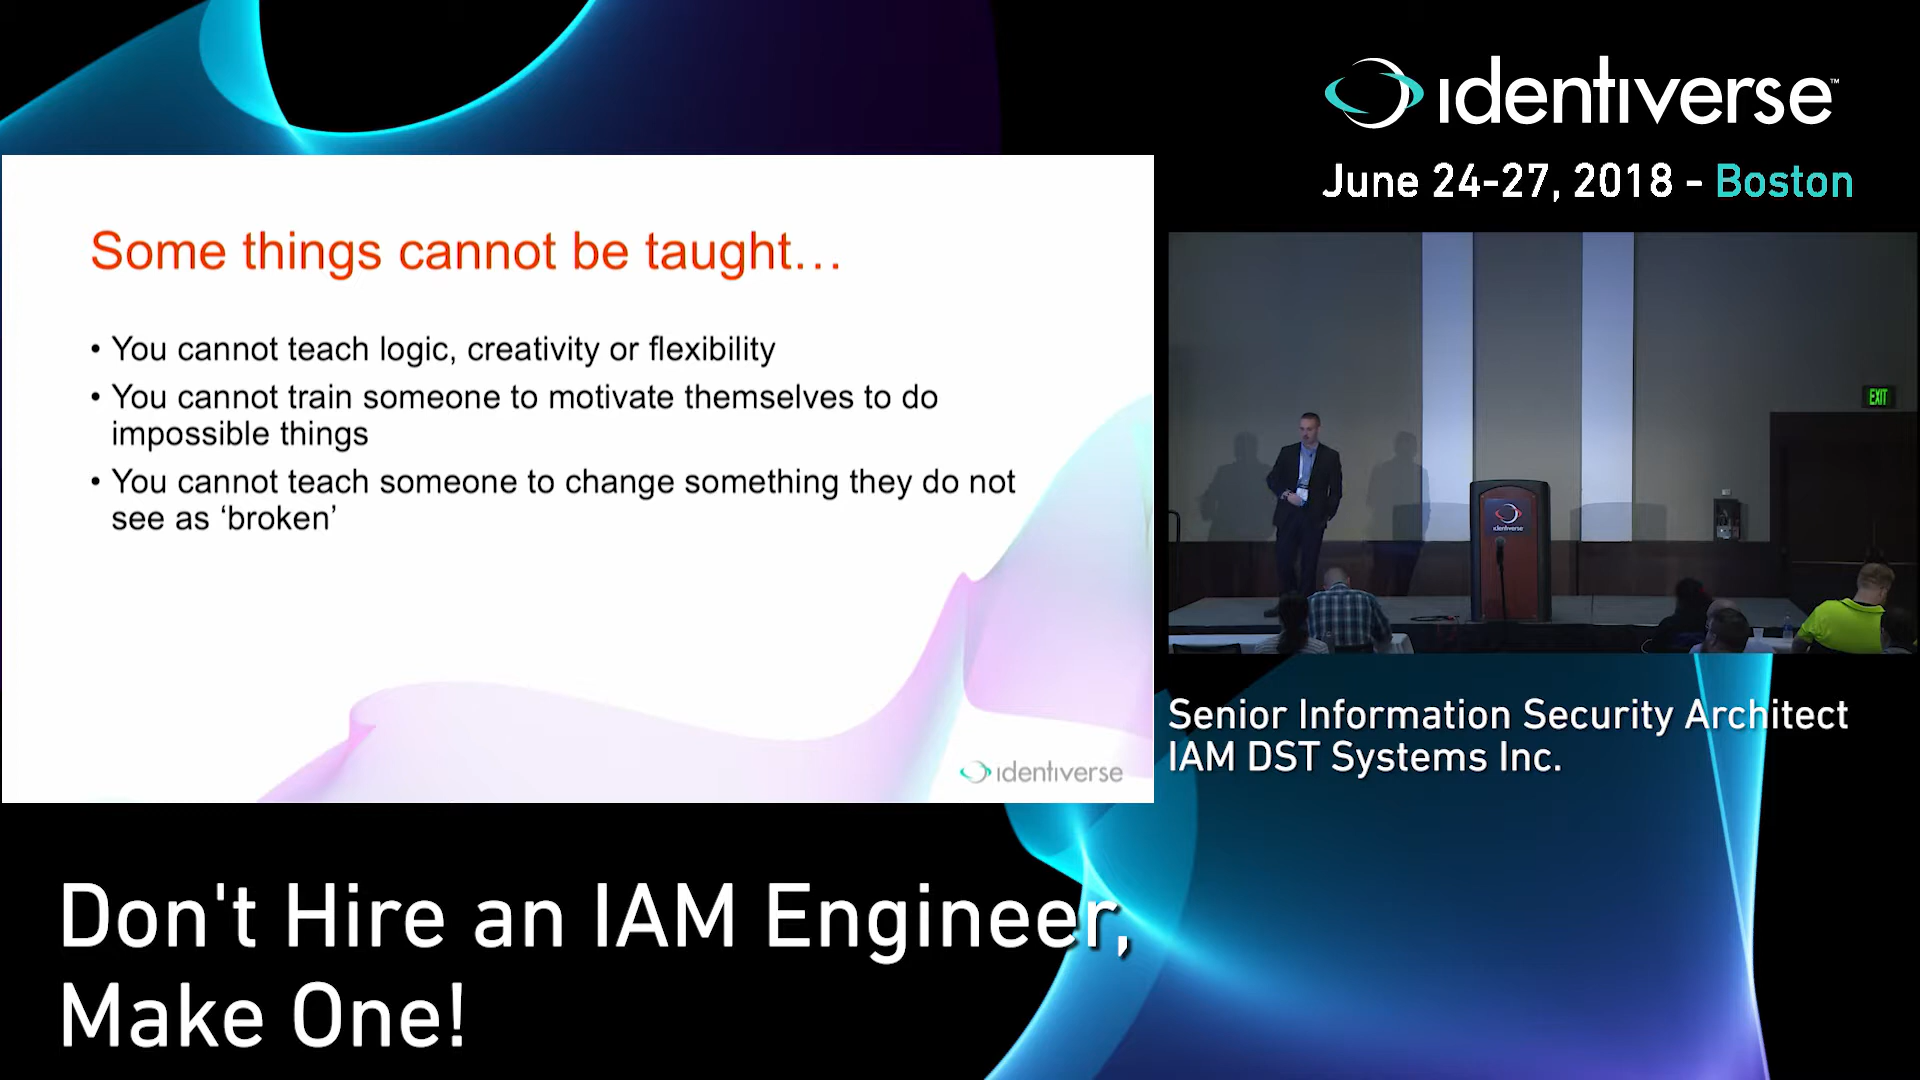 identiverse™
June 24-27, 2018 - Boston
Some things cannot be taught...
• You cannot teach logic, creativity or flexibility
• You cannot train someone to motivate themselves to do
impossible things
• You cannot teach someone to change something they do not
see as ‘broken’
identiverse
EXIT
identiverse
Senior Information Security Architect
IAM DST Systems Inc.
Don't Hire an IAM Engineer,
Make One!